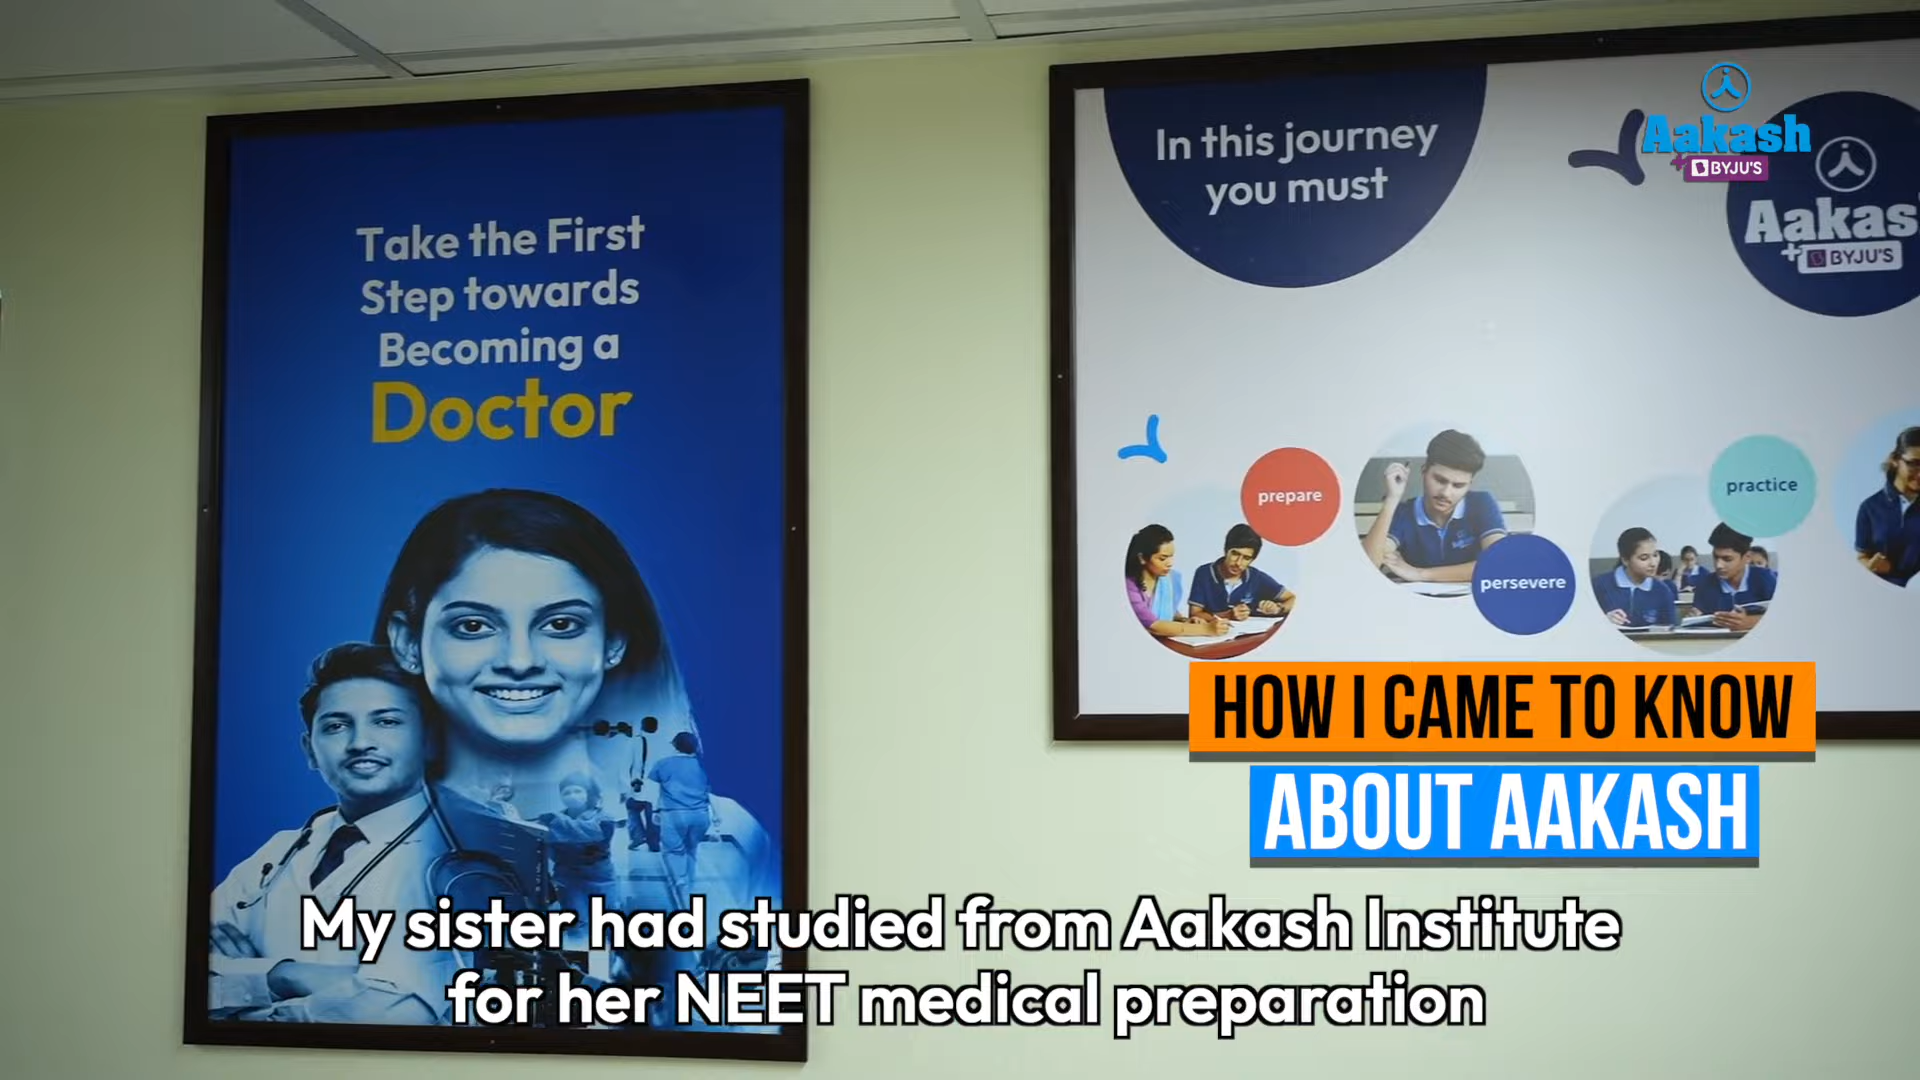 Take the First
Step towards
Becoming a
Doctor
In this journey
you must
Aakash
+ BYJU'S
Aakas
+ BYJU'S
prepare
persevere
practice
HOW I CAME TO KNOW
ABOUT AAKASH
My sister had studied from Aakash Institute
for her NEET medical preparation